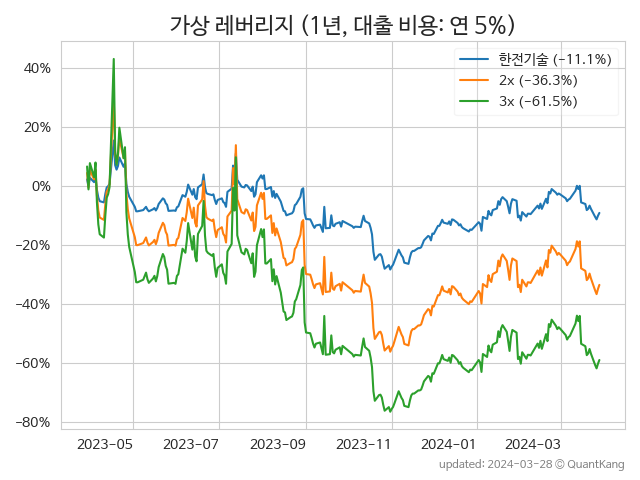 가상 레버리지 (1년, 대출 비용: 연 5%)
한전기술 (−11.1%)
2x (−36.3%)
3x (−61.5%)
40%
20%
0%
−20%
−40%
−60%
−80%
2023-05 2023-07 2023-09 2023-11 2024-01 2024-03
updated: 2024-03-28 © QuantKang